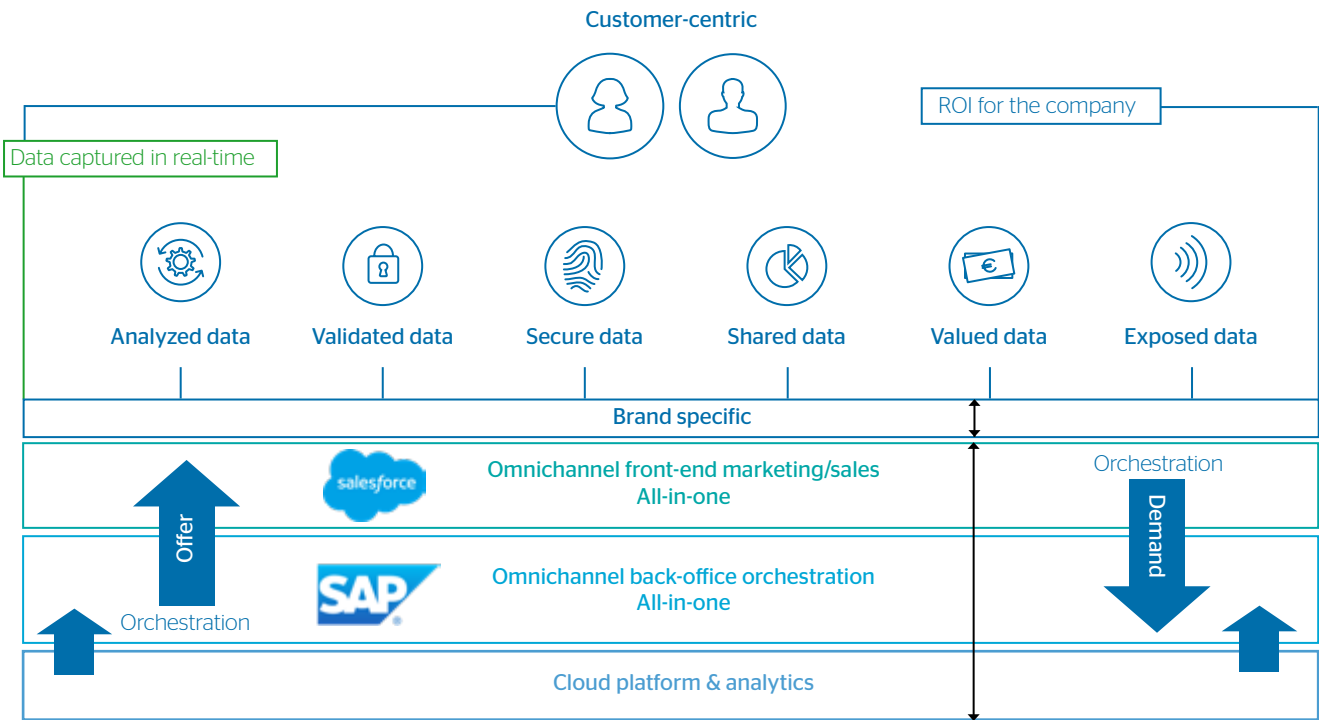 Customer-centric
ROI for the company
Data captured in real-time
€
Analyzed data
Validated data
Secure data
Shared data
Valued data
Exposed data
Brand specific
salesforce
Omnichannel front-end marketing/sales
All-in-one
Orchestration
Offer
Demand
SAP
®
Omnichannel back-office orchestration
All-in-one
Orchestration
Cloud platform & analytics